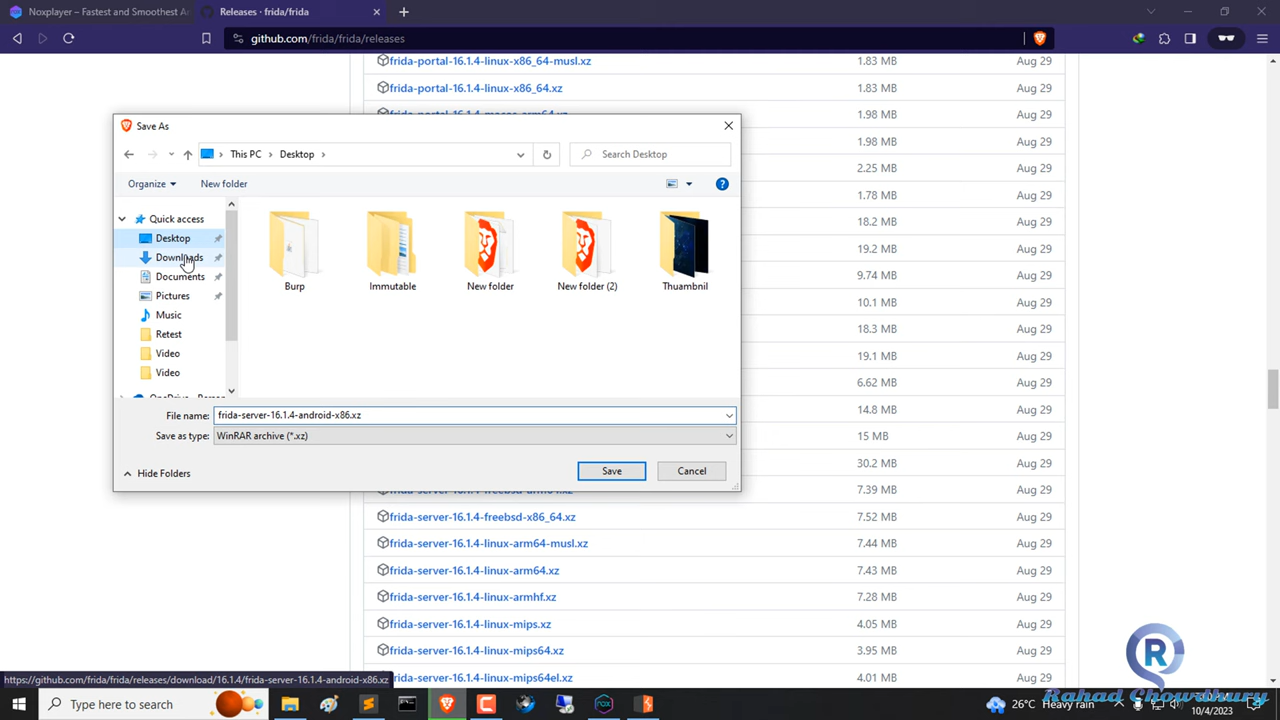 Noxplayer – Fastest and Smoothest A
Releases · frida/frida
github.com/frida/frida/releases
frida-portal-16.1.4-linux-x86_64-musl.xz 1.83 MB Aug 29
frida-portal-16.1.4-linux-x86_64.xz 1.83 MB Aug 29
1.98 MB Aug 29
Save As
1.98 MB Aug 29
This PC > Desktop > Search Desktop
2.25 MB Aug 29
Organize New folder
1.78 MB Aug 29
Quick access
18.2 MB Aug 29
Desktop
19.2 MB Aug 29
Downloads
Documents
9.74 MB Aug 29
Burp Immutable New folder New folder (2) Thuambnil
Pictures
10.1 MB Aug 29
Music
18.3 MB Aug 29
Retest
Video
19.1 MB Aug 29
Video
6.62 MB Aug 29
14.8 MB Aug 29
File name: frida-server-16.1.4-android-x86.xz
Save as type: WinRAR archive (*.xz)
15 MB Aug 29
30.2 MB Aug 29
Hide Folders Save Cancel
frida-server-16.1.4-freebsd-arm64.xz 7.39 MB Aug 29
frida-server-16.1.4-freebsd-x86_64.xz 7.52 MB Aug 29
frida-server-16.1.4-linux-arm64-musl.xz 7.44 MB Aug 29
frida-server-16.1.4-linux-arm64.xz 7.43 MB Aug 29
frida-server-16.1.4-linux-armhf.xz 7.28 MB Aug 29
frida-server-16.1.4-linux-mips.xz 4.05 MB Aug 29
frida-server-16.1.4-linux-mips64.xz 3.95 MB Aug 29
frida-server-16.1.4-linux-mips64el.xz 4.01 MB Aug 29
https://github.com/frida/frida/releases/download/16.1.4/frida-server-16.1.4-android-x86.xz
R
Rahad Chowdhury
Type here to search
nox
26°C Heavy rain
10/4/2023